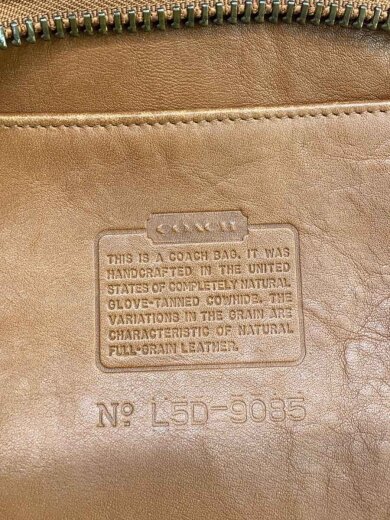 COACH
THIS IS A COACH BAG. IT WAS
HANDCRAFTED IN THE UNITED
STATES OF COMPLETELY NATURAL
GLOVE-TANNED COWHIDE. THE
VARIATIONS IN THE GRAIN ARE
CHARACTERISTIC OF NATURAL
FULL-GRAIN LEATHER.
Nº L5D-9085